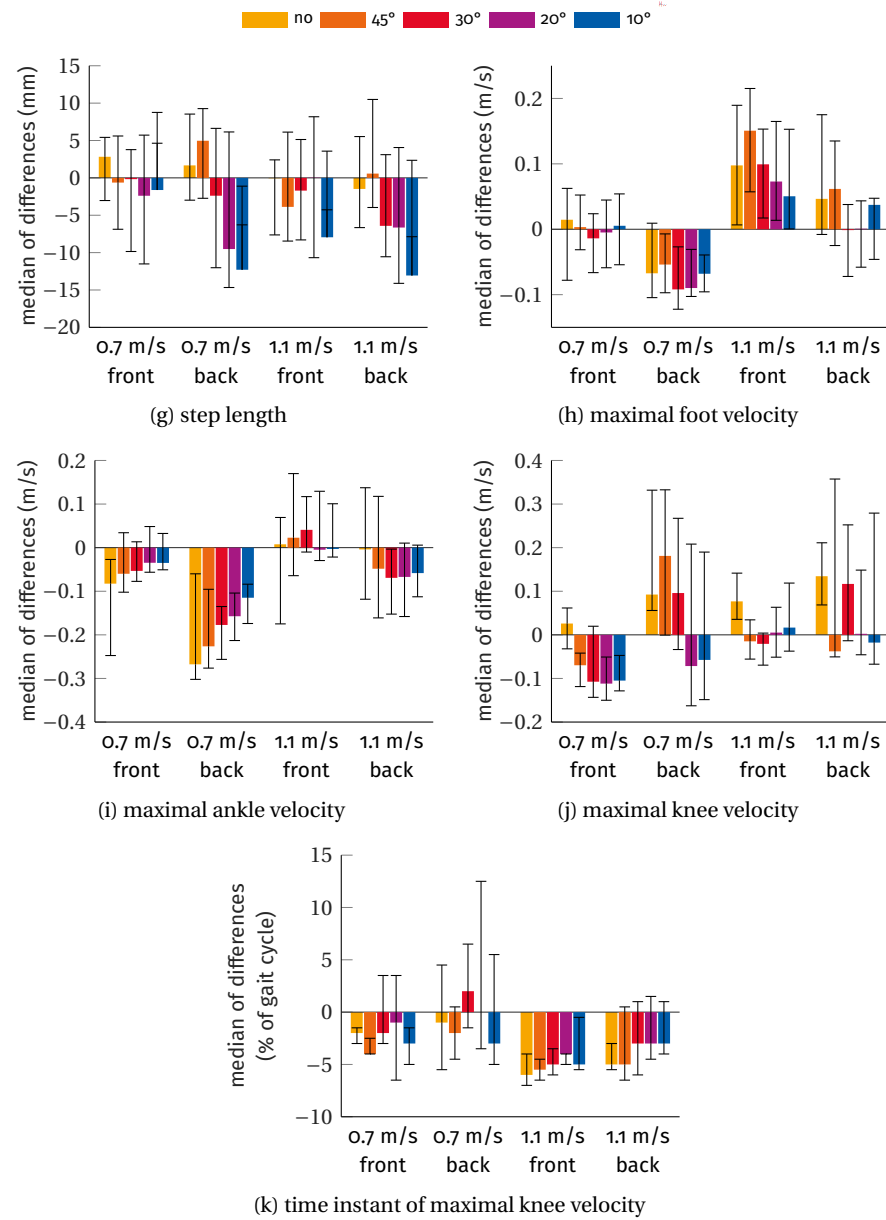 no 45° 30° 20° 10°
median of differences (mm)
15
10
5
0
−5
−10
−15
−20
0.7 m/s 0.7 m/s 1.1 m/s 1.1 m/s
front back front back
(g) step length
median of differences (m/s)
0.2
0.1
0
−0.1
0.7 m/s 0.7 m/s 1.1 m/s 1.1 m/s
front back front back
(h) maximal foot velocity
median of differences (m/s)
0.2
0.1
0
−0.1
−0.2
−0.3
−0.4
0.7 m/s 0.7 m/s 1.1 m/s 1.1 m/s
front back front back
(i) maximal ankle velocity
median of differences (m/s)
0.4
0.3
0.2
0.1
0
−0.1
−0.2
0.7 m/s 0.7 m/s 1.1 m/s 1.1 m/s
front back front back
(j) maximal knee velocity
median of differences
(% of gait cycle)
15
10
5
0
−5
−10
0.7 m/s 0.7 m/s 1.1 m/s 1.1 m/s
front back front back
(k) time instant of maximal knee velocity